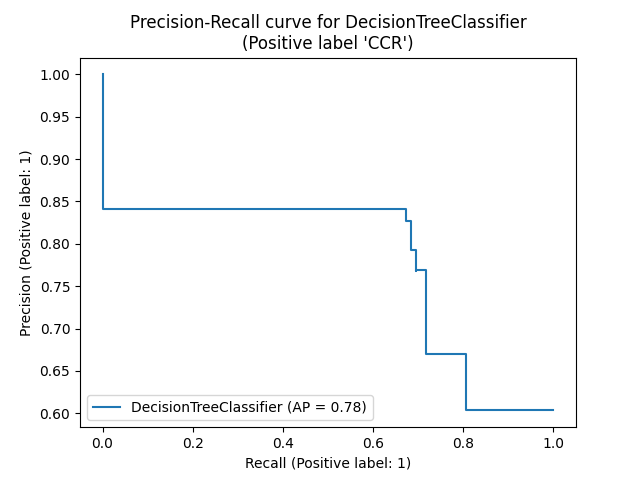 Precision-Recall curve for DecisionTreeClassifier
(Positive label 'CCR')
1.00
0.95
0.90
0.85
0.80
0.75
0.70
0.65
0.60
Precision (Positive label: 1)
DecisionTreeClassifier (AP = 0.78)
0.0 0.2 0.4 0.6 0.8 1.0
Recall (Positive label: 1)